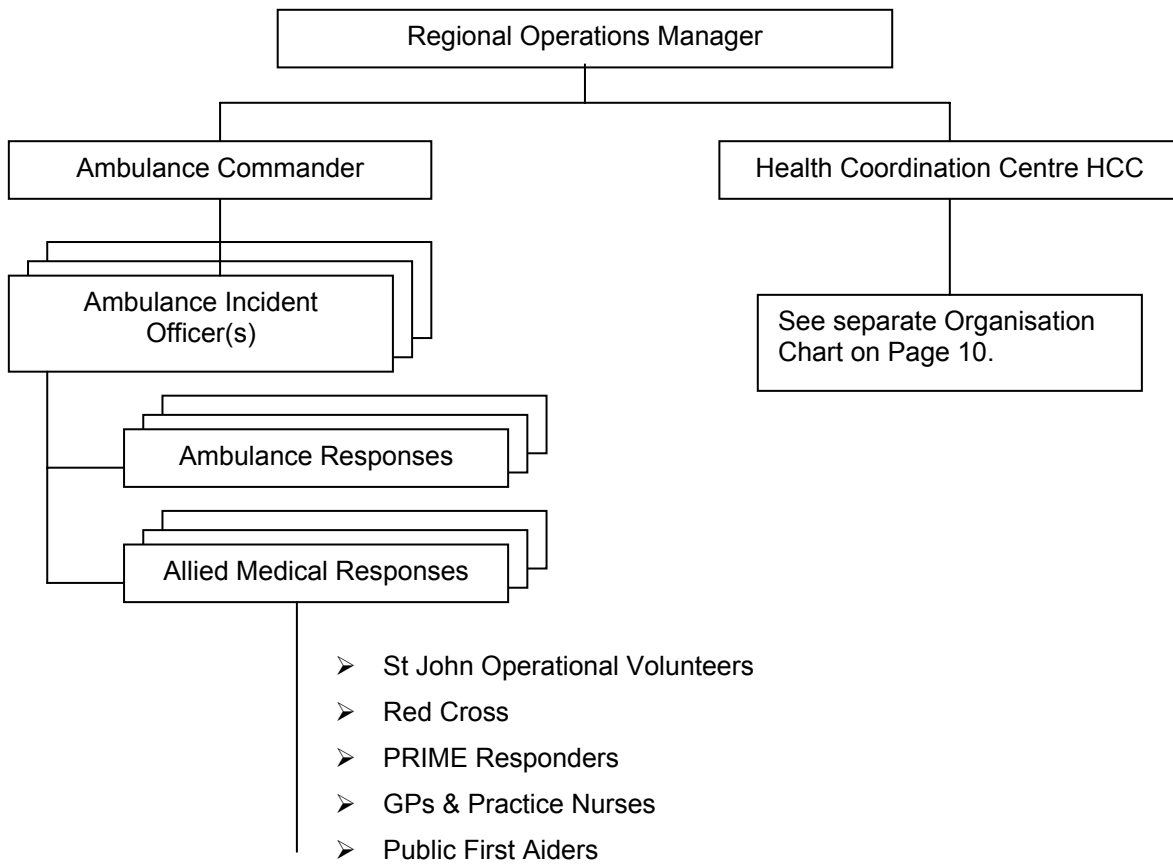 Regional Operations Manager
Ambulance Commander
Health Coordination Centre HCC
Ambulance Incident
Officer(s)
See separate Organisation
Chart on Page 10.
Ambulance Responses
Allied Medical Responses
➢ St John Operational Volunteers
➢ Red Cross
➢ PRIME Responders
➢ GPs & Practice Nurses
➢ Public First Aiders